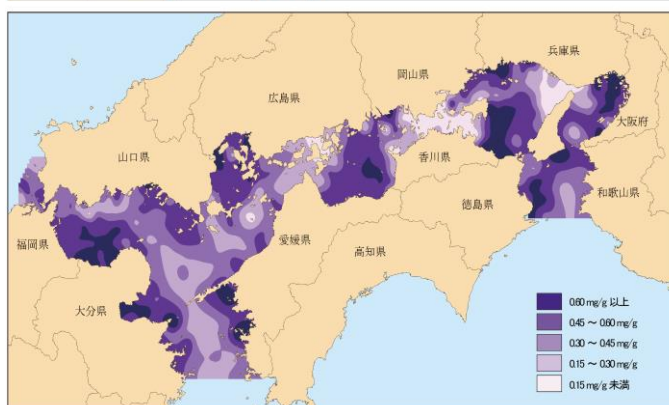 兵庫県
岡山県
広島県
大阪府
山口県
香川県
和歌山県
徳島県
福岡県
愛媛県
高知県
大分県
0.60 mg/g 以上
0.45 ～ 0.60 mg/g
0.30 ～ 0.45 mg/g
0.15 ～ 0.30 mg/g
0.15 mg/g 未満